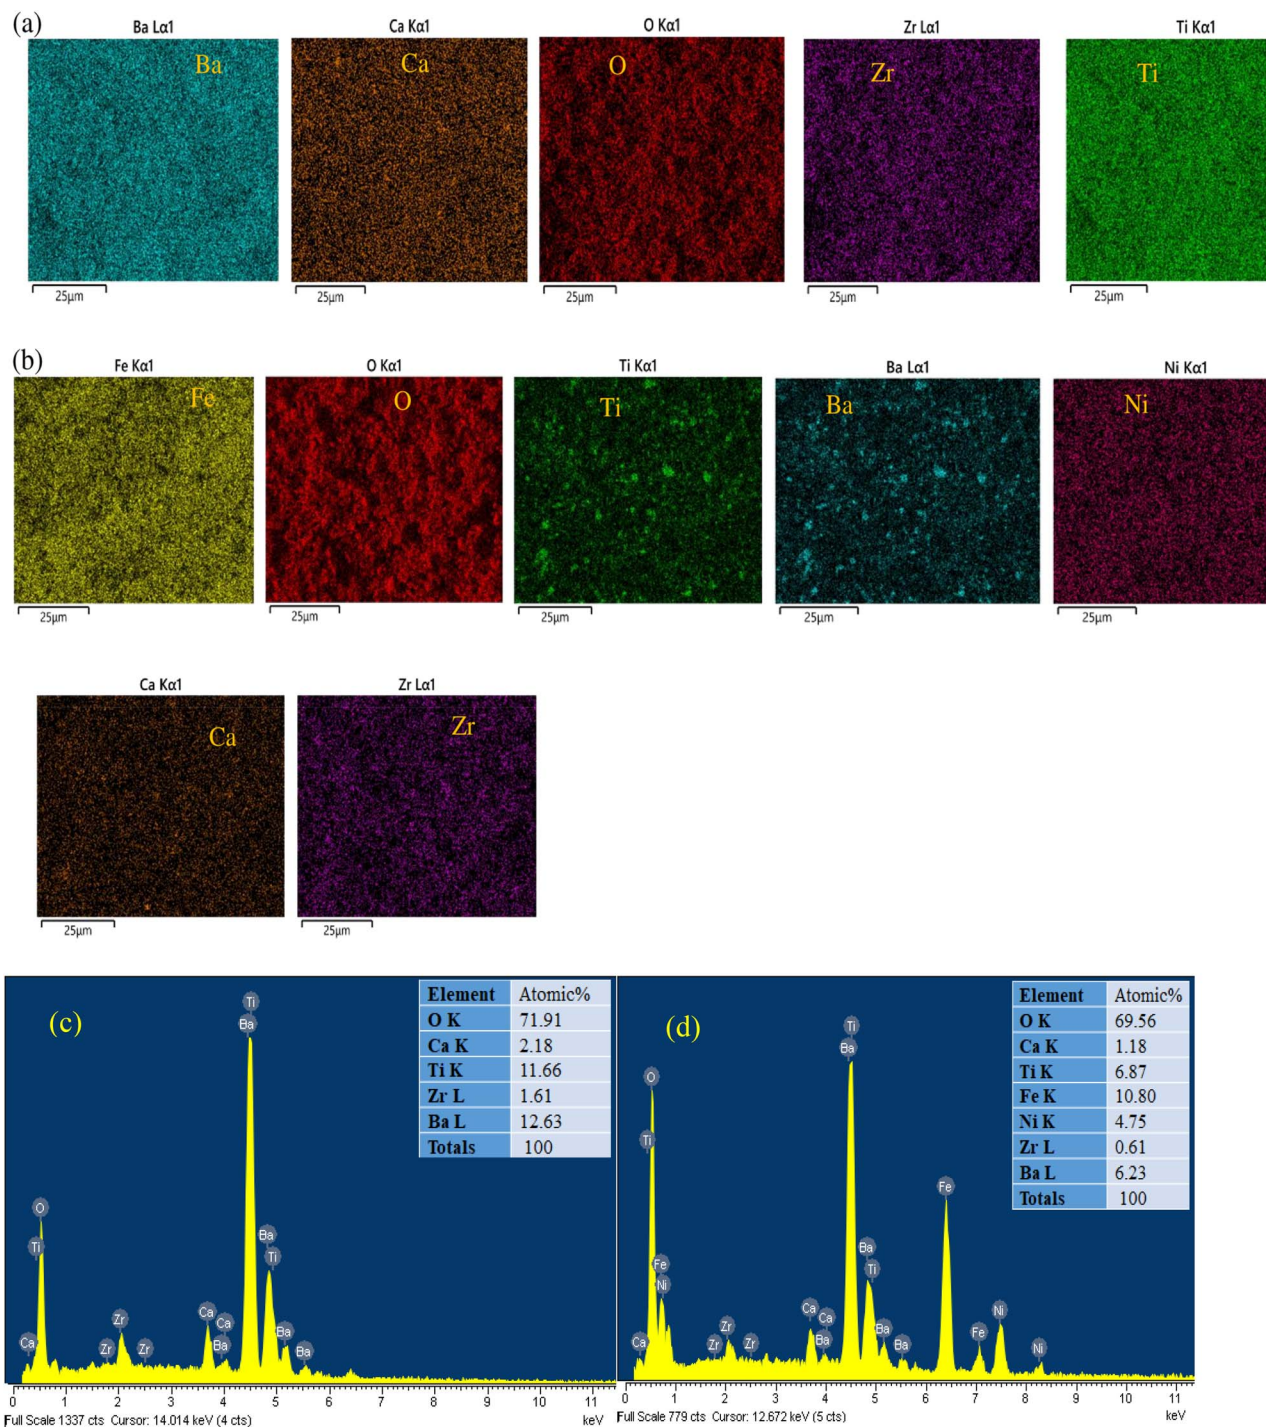 (a)
Ba Lα1
Ca Kα1
O Kα1
Zr Lα1
Ti Kα1
Ba
Ca
O
Zr
Ti
25μm
25μm
25μm
25μm
25μm
(b)
Fe Kα1
O Kα1
Ti Kα1
Ba Lα1
Ni Kα1
Fe
O
Ti
Ba
Ni
25μm
25μm
25μm
25μm
25μm
Ca Kα1
Zr Lα1
Ca
Zr
25μm
25μm
(c)
Element Atomic%
O K 71.91
Ca K 2.18
Ti K 11.66
Zr L 1.61
Ba L 12.63
Totals 100
Ti
Ba
O
Ti
Ca
Zr
Zr
Zr
Ca
Ca
Ba
Ba
Ti
Ba
Ba
0 1 2 3 4 5 6 7 8 9 10 11
Full Scale 1337 cts Cursor: 14.014 keV (4 cts) keV
(d)
Element Atomic%
O K 69.56
Ca K 1.18
Ti K 6.87
Fe K 10.80
Ni K 4.75
Zr L 0.61
Ba L 6.23
Totals 100
Ti
Ba
O
Ti
Fe
Ni
Ca
Zr
Zr
Zr
Ca
Ca
Ba
Ba
Ti
Ba
Ba
Fe
Fe
Ni
Ni
0 1 2 3 4 5 6 7 8 9 10 11
Full Scale 779 cts Cursor: 12.672 keV (5 cts) keV